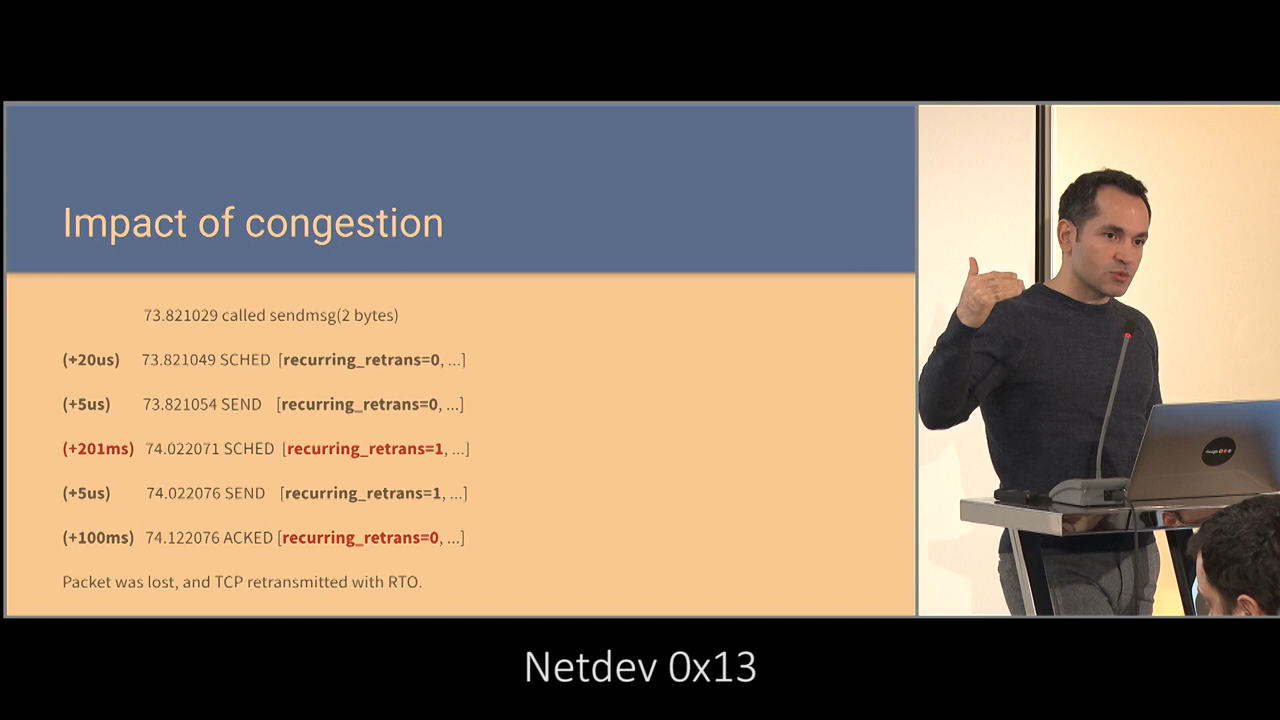 Impact of congestion
73.821029 called sendmsg(2 bytes)
(+20us) 73.821049 SCHED [recurring_retrans=0, ...]
(+5us) 73.821054 SEND [recurring_retrans=0, ...]
(+201ms) 74.022071 SCHED [recurring_retrans=1, ...]
(+5us) 74.022076 SEND [recurring_retrans=1, ...]
(+100ms) 74.122076 ACKED [recurring_retrans=0, ...]
Packet was lost, and TCP retransmitted with RTO.
Netdev 0x13